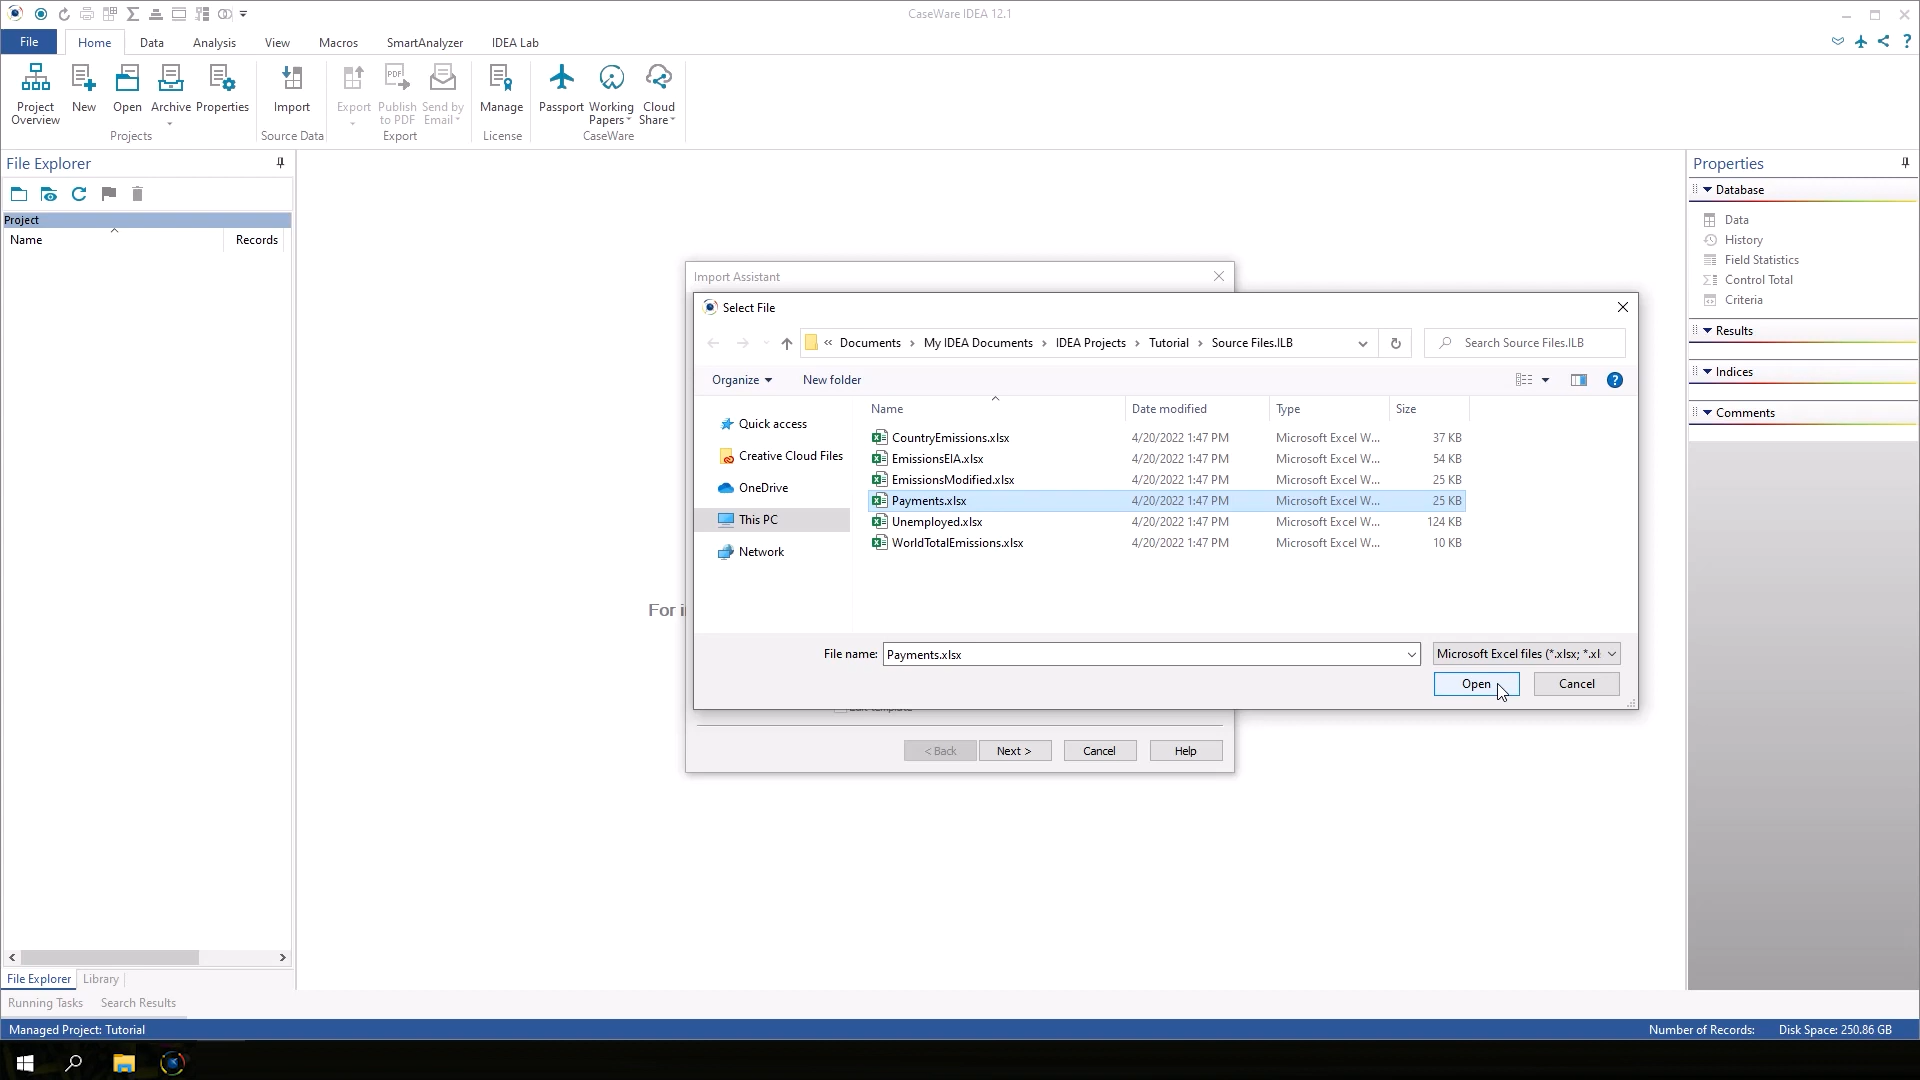 CaseWare IDEA 12.1
File
Home
Data
Analysis
View
Macros
SmartAnalyzer
IDEA Lab
Project
Overview
New
Open
Archive
Properties
Import
Export
Publish
to PDF
Send by
Email
Manage
Passport
Working
Papers
Cloud
Share
Projects
Source Data
Export
License
CaseWare
File Explorer
Project
Name
Records
Import Assistant
Select File
« Documents › My IDEA Documents › IDEA Projects › Tutorial › Source Files.ILB
Search Source Files.ILB
Organize
New folder
Quick access
Creative Cloud Files
OneDrive
This PC
Network
Name Date modified Type Size
CountryEmissions.xlsx 4/20/2022 1:47 PM Microsoft Excel W... 37 KB
EmissionsEIA.xlsx 4/20/2022 1:47 PM Microsoft Excel W... 54 KB
EmissionsModified.xlsx 4/20/2022 1:47 PM Microsoft Excel W... 25 KB
Payments.xlsx 4/20/2022 1:47 PM Microsoft Excel W... 25 KB
Unemployed.xlsx 4/20/2022 1:47 PM Microsoft Excel W... 124 KB
WorldTotalEmissions.xlsx 4/20/2022 1:47 PM Microsoft Excel W... 10 KB
For i
File name: Payments.xlsx
Microsoft Excel files (*.xlsx; *.xl
Open
Cancel
< Back
Next >
Cancel
Help
Properties
Database
Data
History
Field Statistics
Control Total
Criteria
Results
Indices
Comments
File Explorer
Library
Running Tasks
Search Results
Managed Project: Tutorial
Number of Records:
Disk Space: 250.86 GB